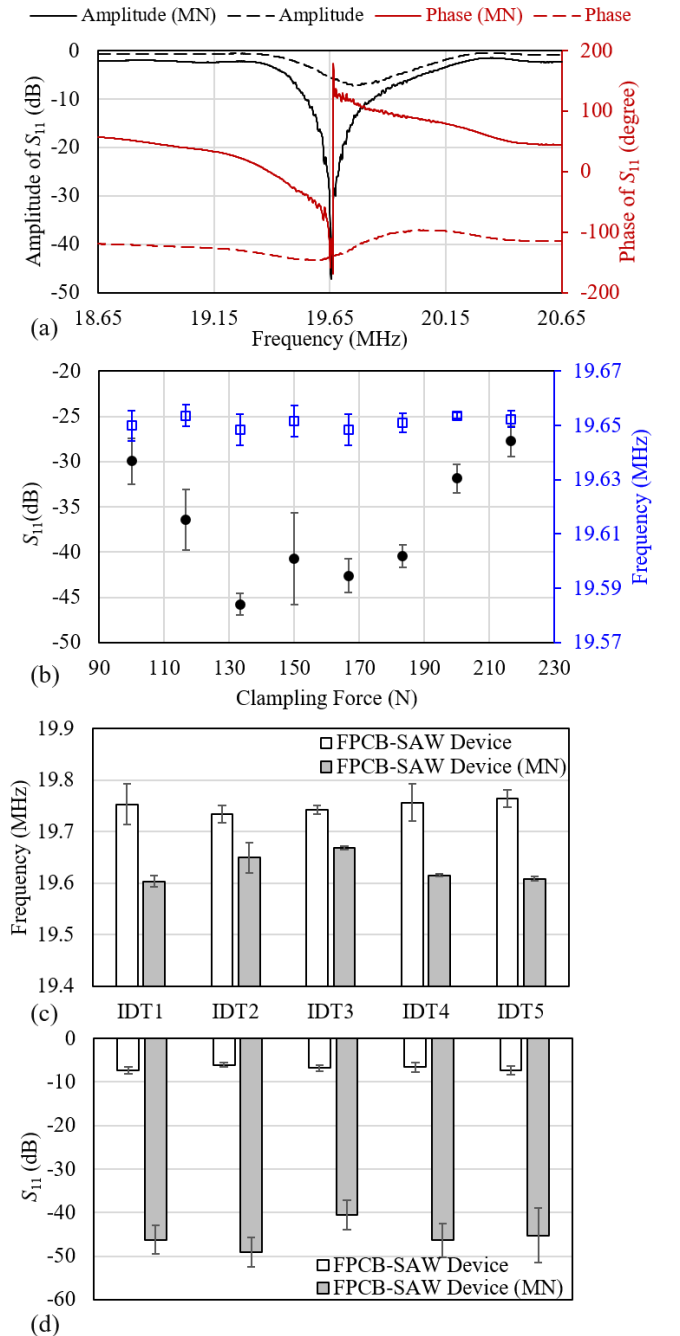 Amplitude (MN) Amplitude Phase (MN) Phase
(a)
Amplitude of S11 (dB)
0
-10
-20
-30
-40
-50
Phase of S11 (degree)
200
100
0
-100
-200
18.65 19.15 19.65 20.15 20.65
Frequency (MHz)
(b)
S11(dB)
-20
-25
-30
-35
-40
-45
-50
Frequency (MHz)
19.67
19.65
19.63
19.61
19.59
19.57
90 110 130 150 170 190 210 230
Clampling Force (N)
(c)
Frequency (MHz)
19.9
19.8
19.7
19.6
19.5
19.4
FPCB-SAW Device
FPCB-SAW Device (MN)
IDT1 IDT2 IDT3 IDT4 IDT5
(d)
S11 (dB)
0
-10
-20
-30
-40
-50
-60
FPCB-SAW Device
FPCB-SAW Device (MN)